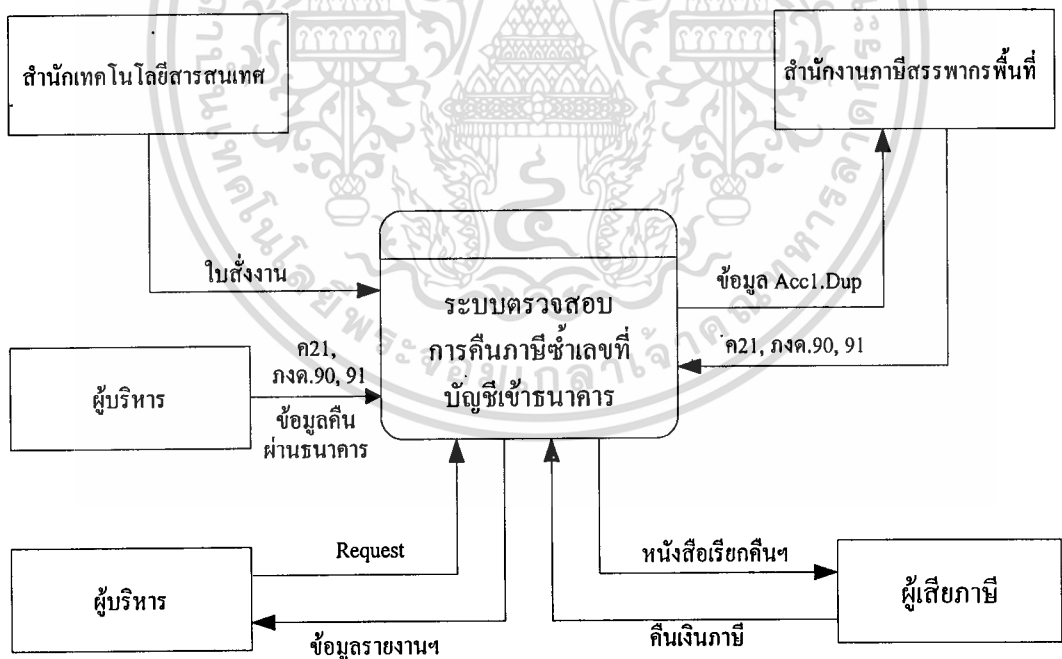 สำนักเทคโนโลยีสารสนเทศ
สำนักงานภาษีสรรพากรพื้นที่
ใบสั่งงาน
ระบบตรวจสอบ
การคืนภาษีซ้ำเลขที่
บัญชีเข้าธนาคาร
ข้อมูล Acc1.Dup
ค21, ภงด.90, 91
ผู้บริหาร
ค21,
ภงด.90, 91
ข้อมูลคืน
ผ่านธนาคาร
ผู้บริหาร
Request
ข้อมูลรายงานฯ
หนังสือเรียกคืนฯ
คืนเงินภาษี
ผู้เสียภาษี